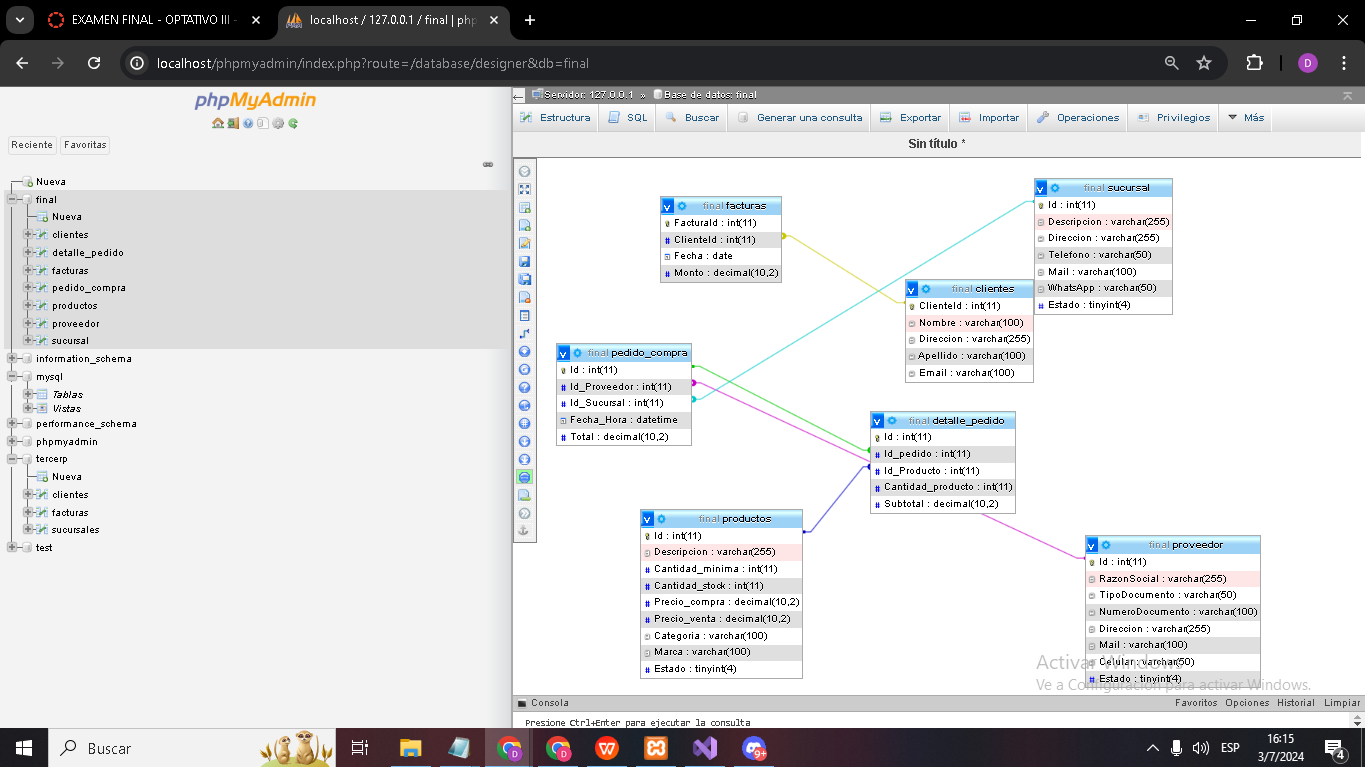 EXAMEN FINAL - OPTATIVO III -
localhost / 127.0.0.1 / final | php
localhost/phpmyadmin/index.php?route=/database/designer&db=final
D
phpMyAdmin
Reciente
Favoritas
Nueva
final
Nueva
clientes
detalle_pedido
facturas
pedido_compra
productos
proveedor
sucursal
information_schema
mysql
Tablas
Vistas
performance_schema
phpmyadmin
tercerp
Nueva
clientes
facturas
sucursales
test
Servidor: 127.0.0.1 » Base de datos: final
Estructura SQL Buscar Generar una consulta Exportar Importar Operaciones Privilegios Más
Sin título *
final facturas
FacturaId : int(11)
ClienteId : int(11)
Fecha : date
Monto : decimal(10,2)
final sucursal
Id : int(11)
Descripcion : varchar(255)
Direccion : varchar(255)
Telefono : varchar(50)
Mail : varchar(100)
WhatsApp : varchar(50)
Estado : tinyint(4)
final clientes
ClienteId : int(11)
Nombre : varchar(100)
Direccion : varchar(255)
Apellido : varchar(100)
Email : varchar(100)
final pedido_compra
Id : int(11)
Id_Proveedor : int(11)
Id_Sucursal : int(11)
Fecha_Hora : datetime
Total : decimal(10,2)
final detalle_pedido
Id : int(11)
Id_pedido : int(11)
Id_Producto : int(11)
Cantidad_producto : int(11)
Subtotal : decimal(10,2)
final productos
Id : int(11)
Descripcion : varchar(255)
Cantidad_minima : int(11)
Cantidad_stock : int(11)
Precio_compra : decimal(10,2)
Precio_venta : decimal(10,2)
Categoria : varchar(100)
Marca : varchar(100)
Estado : tinyint(4)
final proveedor
Id : int(11)
RazonSocial : varchar(255)
TipoDocumento : varchar(50)
NumeroDocumento : varchar(100)
Direccion : varchar(255)
Mail : varchar(100)
Celular : varchar(50)
Estado : tinyint(4)
Activar Windows
Ve a Configuración para activar Windows.
Consola
Favoritos Opciones Historial Limpiar
Presione Ctrl+Enter para ejecutar la consulta
Buscar
ESP
16:15
3/7/2024
4